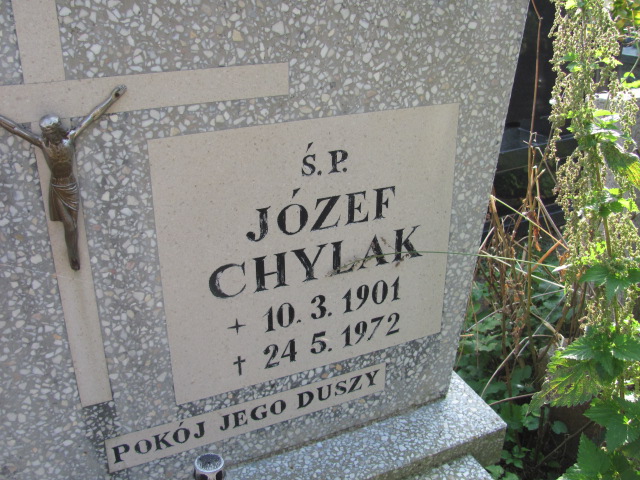 Ś.P.
JÓZEF
CHYLAK
+ 10. 3. 1901
† 24 5. 1972
POKÓJ JEGO DUSZY